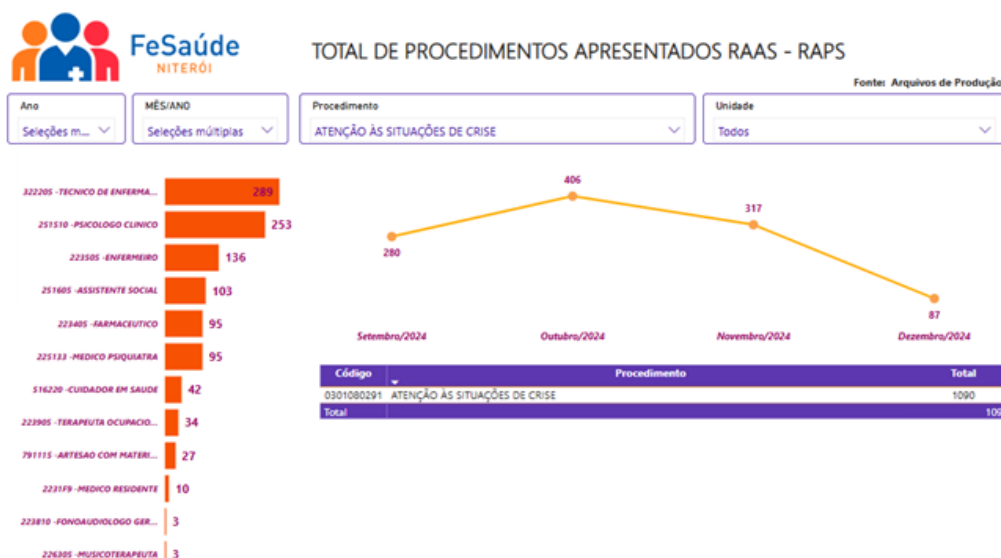 FeSaúde
NITERÓI
TOTAL DE PROCEDIMENTOS APRESENTADOS RAAS - RAPS
Fonte: Arquivos de Produção
Ano
Seleções m...
MÊS/ANO
Seleções múltiplas
Procedimento
ATENÇÃO ÀS SITUAÇÕES DE CRISE
Unidade
Todos
322205 -TECNICO DE ENFERMA... 289
251510 -PSICOLOGO CLINICO 253
223505 -ENFERMEIRO 136
251605 -ASSISTENTE SOCIAL 103
223405 -FARMACEUTICO 95
225133 -MEDICO PSIQUIATRA 95
516220 -CUIDADOR EM SAUDE 42
223905 -TERAPEUTA OCUPACIO... 34
791115 -ARTESAO COM MATERI... 27
2231F9 -MEDICO RESIDENTE 10
223810 -FONOAUDIOLOGO GER... 3
226305 -MUSICOTERAPEUTA 3
280
406
317
87
Setembro/2024 Outubro/2024 Novembro/2024 Dezembro/2024
Código Procedimento Total
0301080291 ATENÇÃO ÀS SITUAÇÕES DE CRISE 1090
Total 109